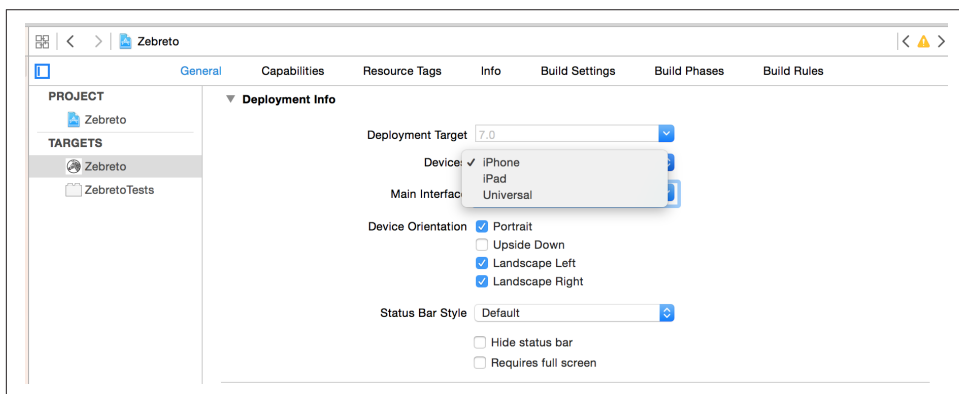 Zebreto
General Capabilities Resource Tags Info Build Settings Build Phases Build Rules
PROJECT
Zebreto
TARGETS
Zebreto
ZebretoTests
Deployment Info
Deployment Target 7.0
Devices iPhone
iPad
Universal
Main Interface
Device Orientation Portrait
Upside Down
Landscape Left
Landscape Right
Status Bar Style Default
Hide status bar
Requires full screen